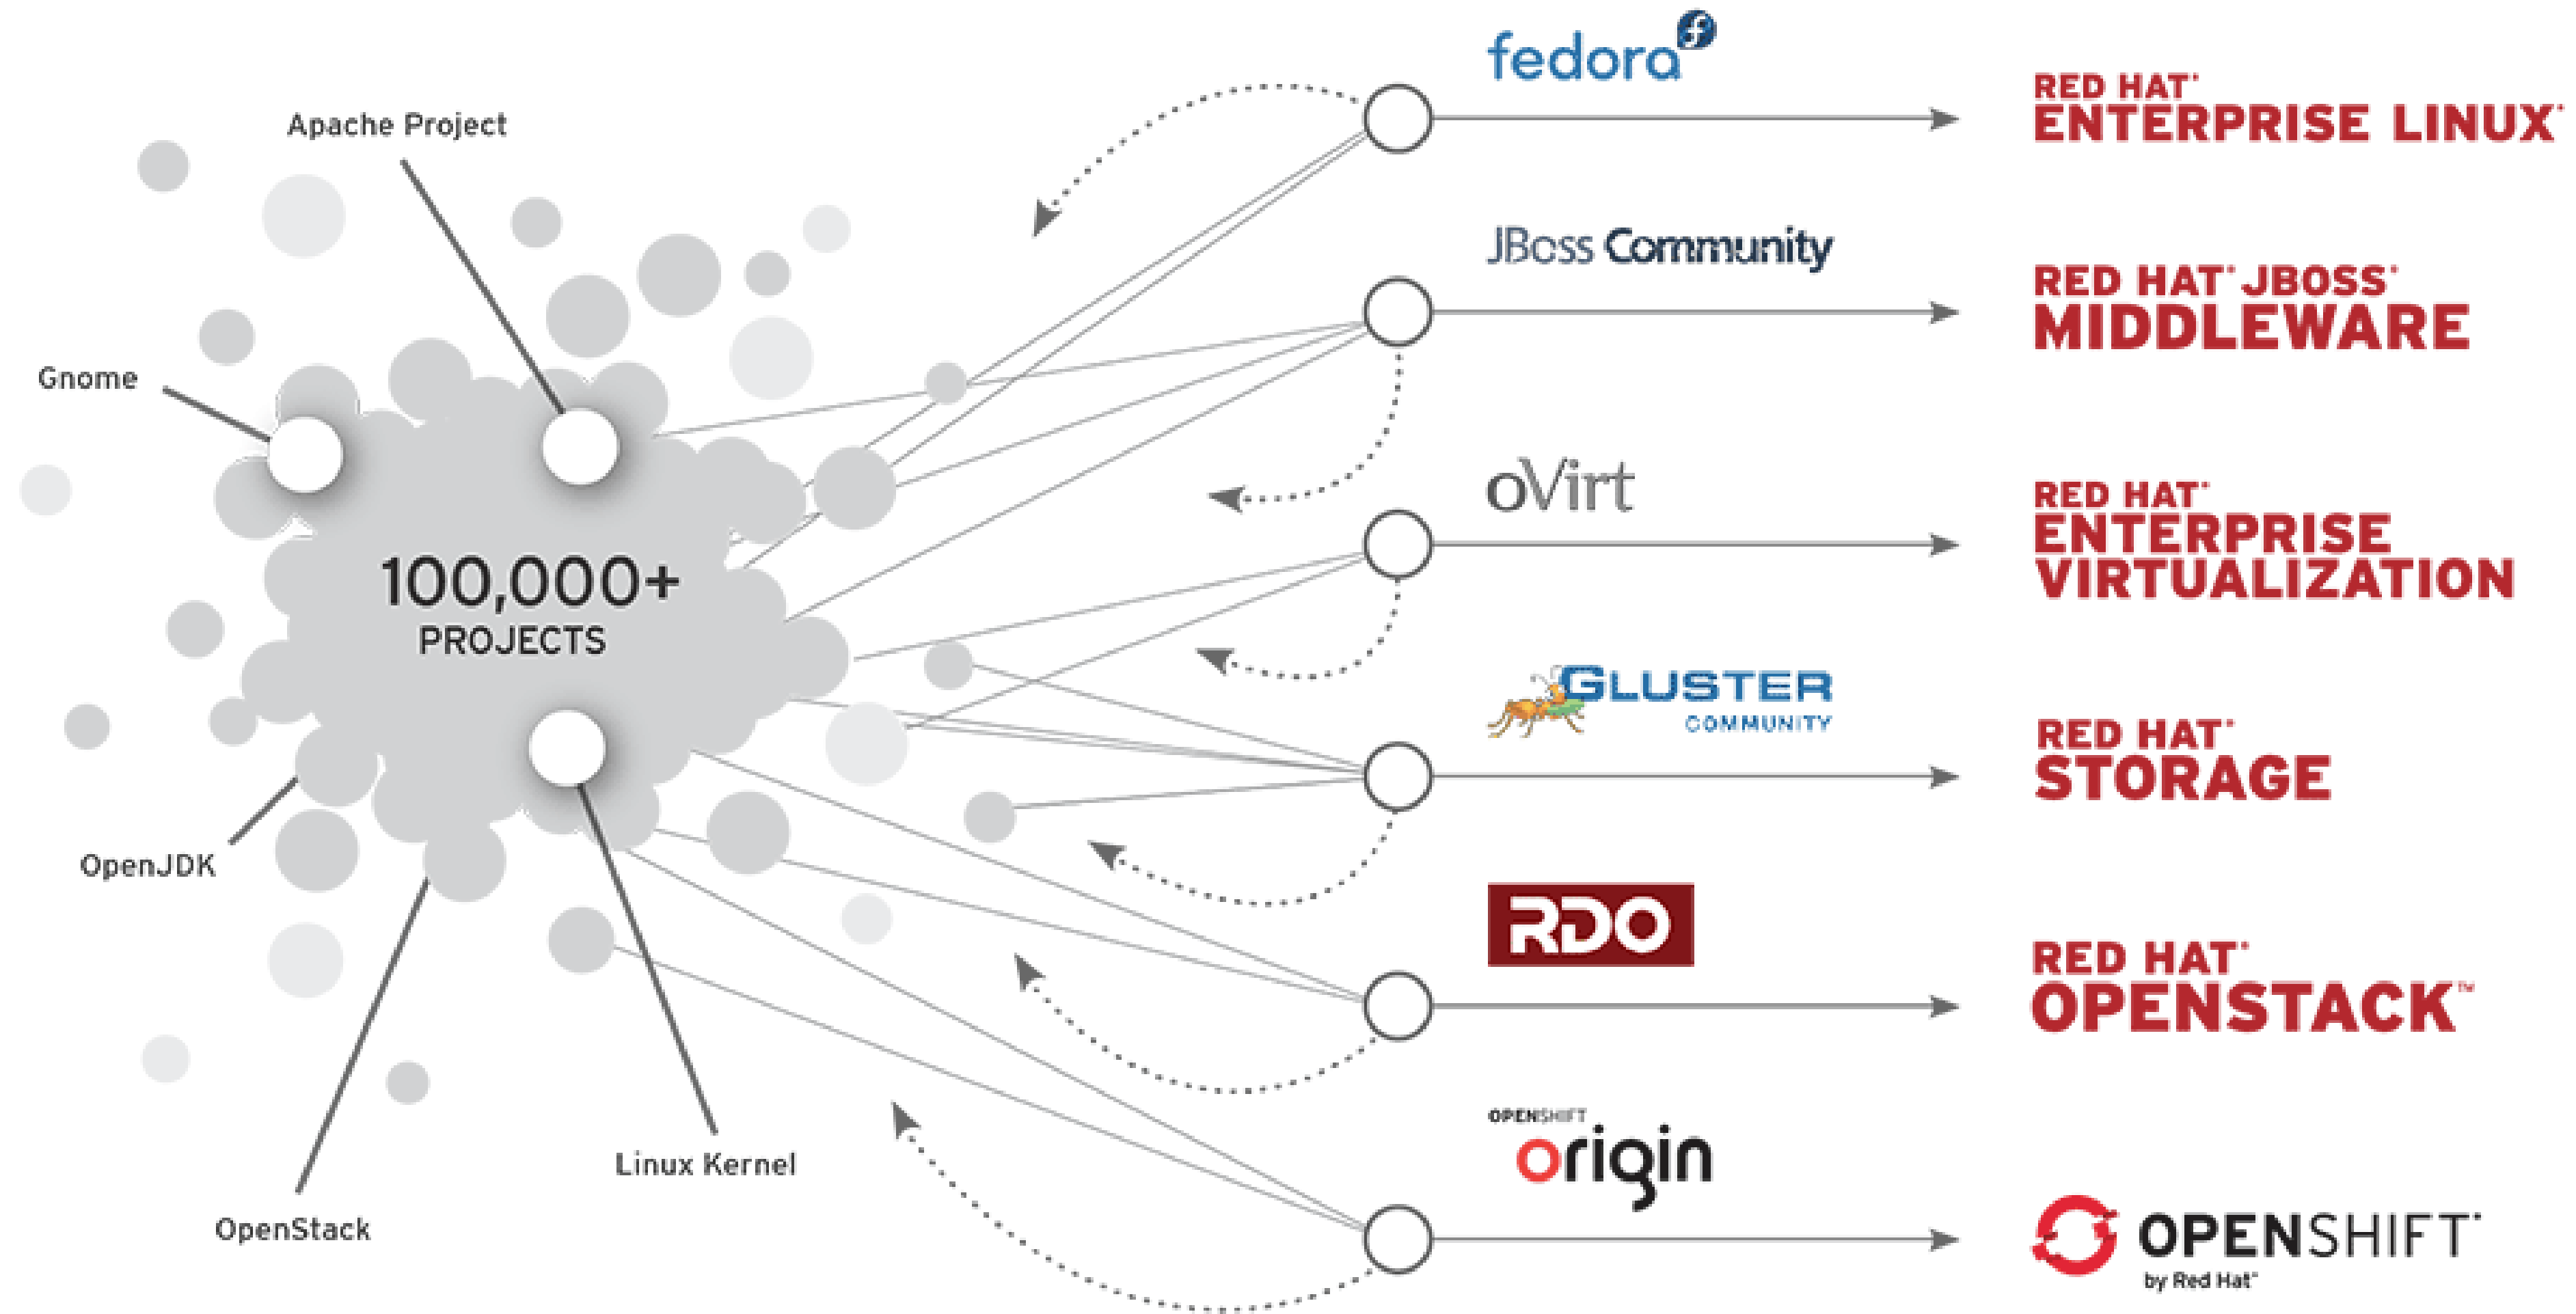 fedora
RED HAT
ENTERPRISE LINUX
Apache Project
JBoss Community
RED HAT JBOSS
MIDDLEWARE
Gnome
oVirt
RED HAT
ENTERPRISE
VIRTUALIZATION
100,000+
PROJECTS
GLUSTER
COMMUNITY
RED HAT
STORAGE
OpenJDK
RDO
RED HAT
OPENSTACK™
OPENSHIFT
origin
Linux Kernel
OpenStack
OPENSHIFT
by Red Hat